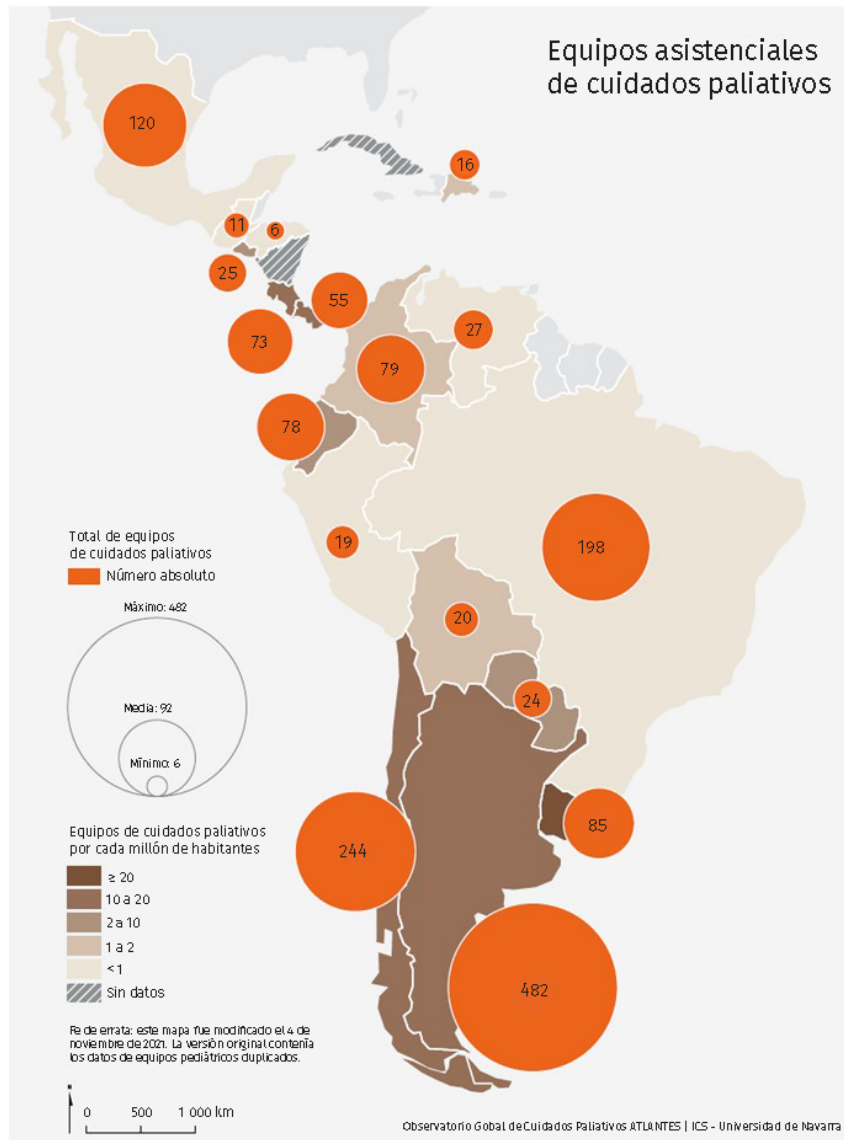 Equipos asistenciales
de cuidados paliativos
120
16
11
6
25
55
73
27
79
78
19
198
20
24
85
244
482
Total de equipos
de cuidados paliativos
Número absoluto
Máximo: 482
Media: 92
Mínimo: 6
Equipos de cuidados paliativos
por cada millón de habitantes
≥ 20
10 a 20
2 a 10
1 a 2
<1
Sin datos
Fe de errata: este mapa fue modificado el 4 de
noviembre de 2021. La versión original contenía
los datos de equipos pediátricos duplicados.
0 500 1 000 km
Observatorio Gobal de Cuidados Paliativos ATLANTES | ICS - Universidad de Navarra